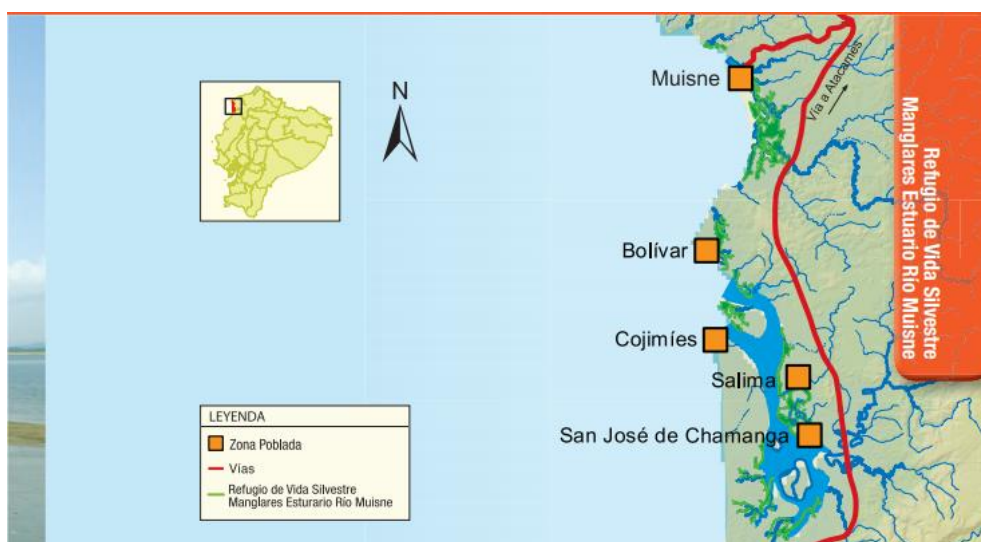 Muisne
N
Vía a Atacames
Refugio de Vida Silvestre
Manglares Estuario Río Muisne
Bolívar
Cojimíes
Salima
San José de Chamanga
LEYENDA
Zona Poblada
Vías
Refugio de Vida Silvestre
Manglares Esturario Río Muisne